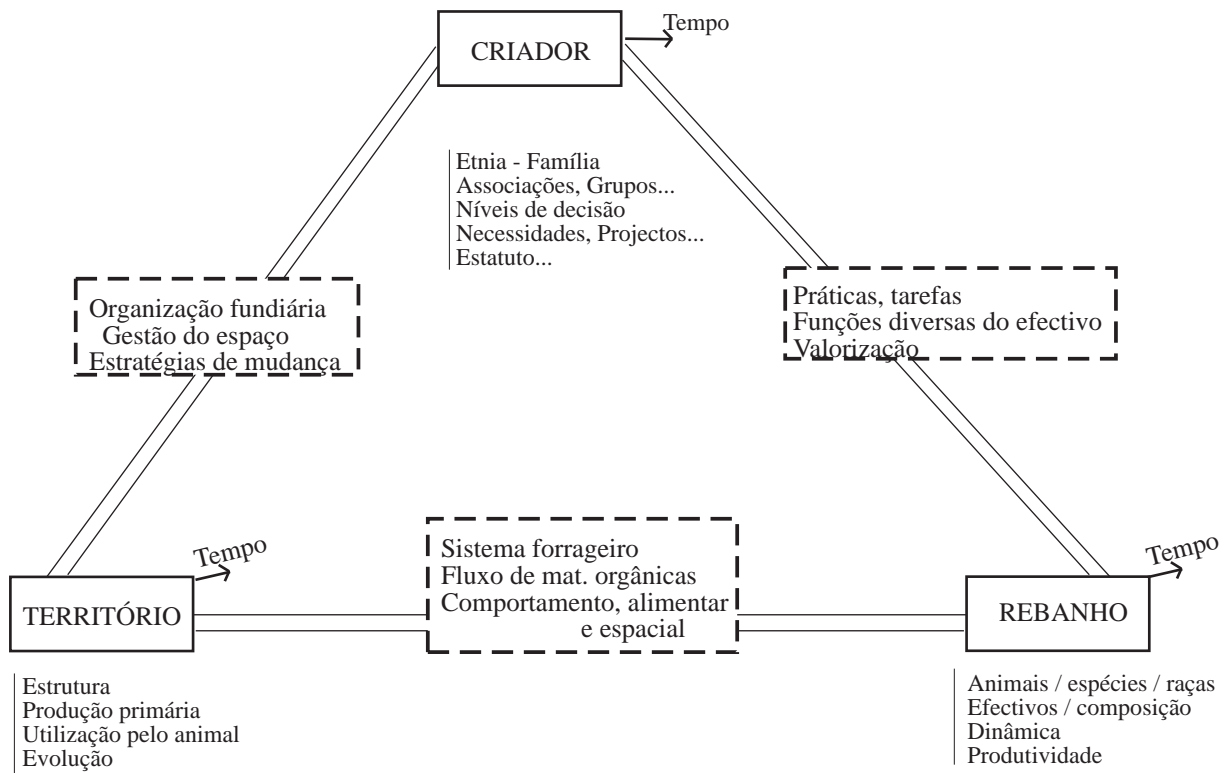 Tempo
CRIADOR
Etnia - Família
Associações, Grupos...
Níveis de decisão
Necessidades, Projectos...
Estatuto...
Organização fundiária
Gestão do espaço
Estratégias de mudança
Práticas, tarefas
Funções diversas do efectivo
Valorização
Sistema forrageiro
Fluxo de mat. orgânicas
Comportamento, alimentar
e espacial
Tempo
TERRITÓRIO
Tempo
REBANHO
Estrutura
Produção primária
Utilização pelo animal
Evolução
Animais / espécies / raças
Efectivos / composição
Dinâmica
Produtividade